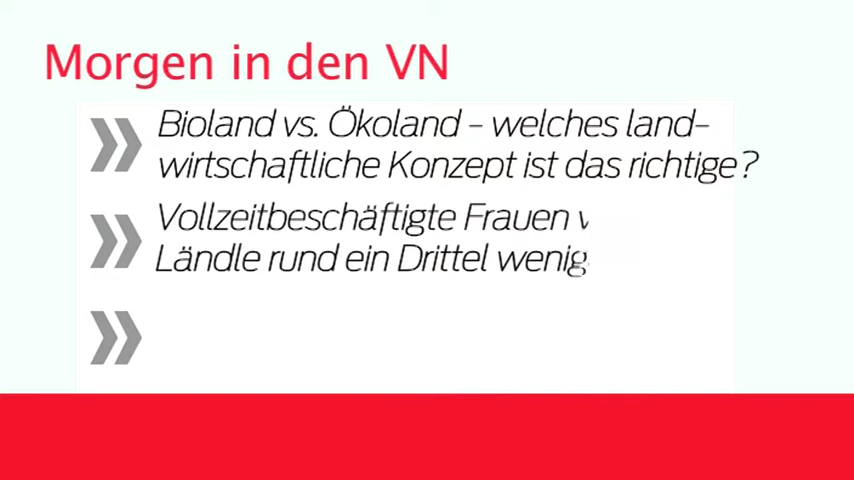 Morgen in den VN
Bioland vs. Ökoland – welches land-
wirtschaftliche Konzept ist das richtige?
Vollzeitbeschäftigte Frauen
Ländle rund ein Drittel wenig